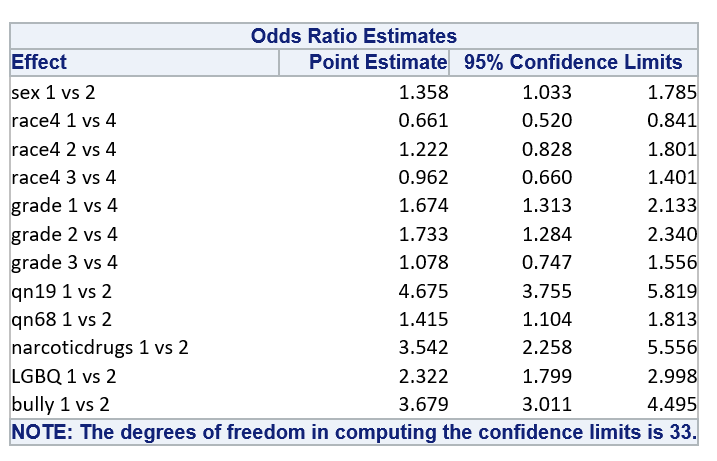 Odds Ratio Estimates
Effect Point Estimate 95% Confidence Limits
sex 1 vs 2 1.358 1.033 1.785
race4 1 vs 4 0.661 0.520 0.841
race4 2 vs 4 1.222 0.828 1.801
race4 3 vs 4 0.962 0.660 1.401
grade 1 vs 4 1.674 1.313 2.133
grade 2 vs 4 1.733 1.284 2.340
grade 3 vs 4 1.078 0.747 1.556
qn19 1 vs 2 4.675 3.755 5.819
qn68 1 vs 2 1.415 1.104 1.813
narcoticdrugs 1 vs 2 3.542 2.258 5.556
LGBQ 1 vs 2 2.322 1.799 2.998
bully 1 vs 2 3.679 3.011 4.495
NOTE: The degrees of freedom in computing the confidence limits is 33.